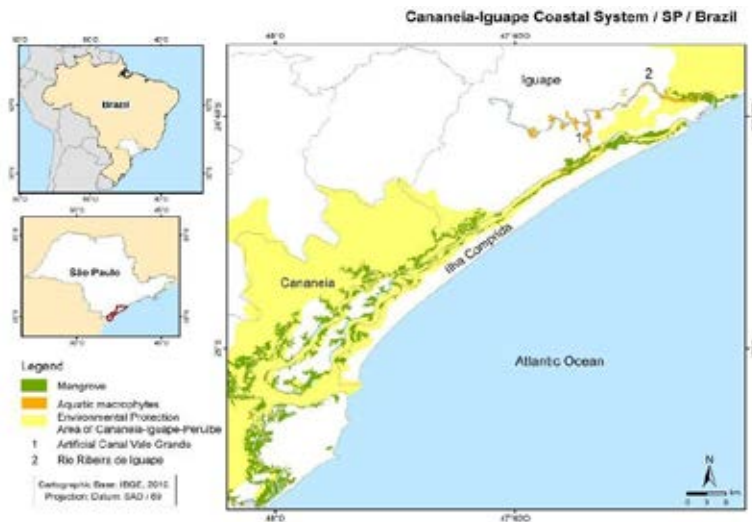 Cananeia-Iguape Coastal System / SP / Brazil
Brazil
São Paulo
Iguape
2
1
Ilha Comprida
Cananeia
Atlantic Ocean
N
km
Legend
Mangrove
Aquatic macrophytes
Environmental Protection
Area of Cananeia-Iguape-Peruibe
1 Artificial Canal Vale Grande
2 Rio Ribeira de Iguape
Cartographic Base: IBGE, 2010
Projection: Datum: SAD / 69